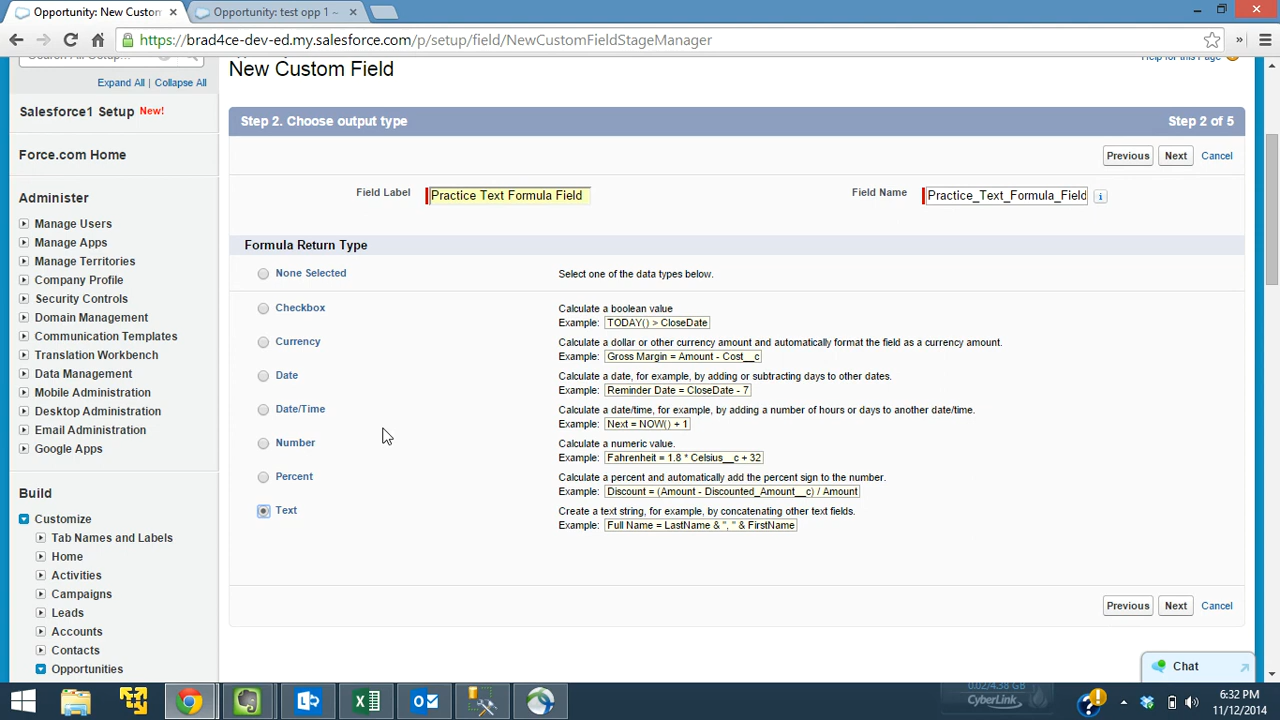 Opportunity: New Custom
Opportunity: test opp 1 ~
https://brad4ce-dev-ed.my.salesforce.com/p/setup/field/NewCustomFieldStageManager
Expand All | Collapse All
Salesforce1 Setup New!
Force.com Home
Administer
Manage Users
Manage Apps
Manage Territories
Company Profile
Security Controls
Domain Management
Communication Templates
Translation Workbench
Data Management
Mobile Administration
Desktop Administration
Email Administration
Google Apps
Build
Customize
Tab Names and Labels
Home
Activities
Campaigns
Leads
Accounts
Contacts
Opportunities
New Custom Field
Help for this Page
Step 2. Choose output type
Step 2 of 5
Previous Next Cancel
Field Label Practice Text Formula Field
Field Name Practice_Text_Formula_Field
Formula Return Type
None Selected Select one of the data types below.
Checkbox Calculate a boolean value
Example: TODAY() > CloseDate
Currency Calculate a dollar or other currency amount and automatically format the field as a currency amount.
Example: Gross Margin = Amount - Cost__c
Date Calculate a date, for example, by adding or subtracting days to other dates.
Example: Reminder Date = CloseDate - 7
Date/Time Calculate a date/time, for example, by adding a number of hours or days to another date/time.
Example: Next = NOW() + 1
Number Calculate a numeric value.
Example: Fahrenheit = 1.8 * Celsius__c + 32
Percent Calculate a percent and automatically add the percent sign to the number.
Example: Discount = (Amount - Discounted_Amount__c) / Amount
Text Create a text string, for example, by concatenating other text fields.
Example: Full Name = LastName & ", " & FirstName
Previous Next Cancel
Chat
0.02/4.38 GB
CyberLink
6:32 PM
11/12/2014